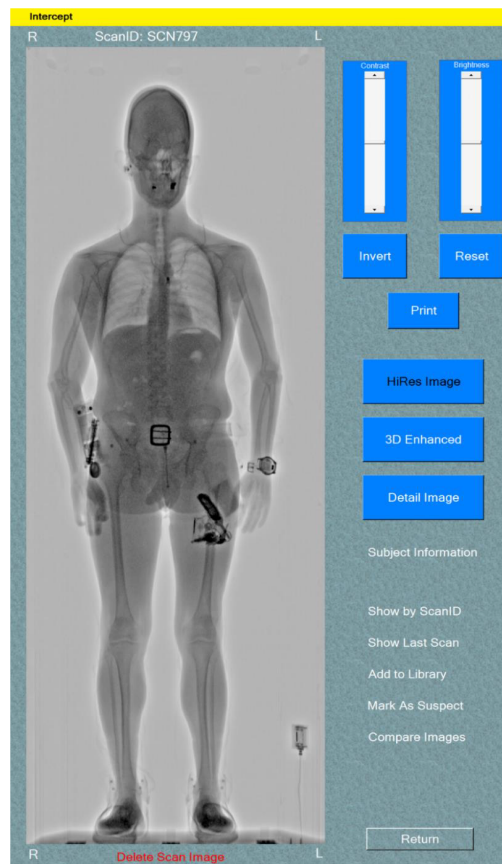 Intercept
R ScanID: SCN797 L
Contrast
Brightness
Invert
Reset
Print
HiRes Image
3D Enhanced
Detail Image
Subject Information
Show by ScanID
Show Last Scan
Add to Library
Mark As Suspect
Compare Images
Return
R Delete Scan Image L